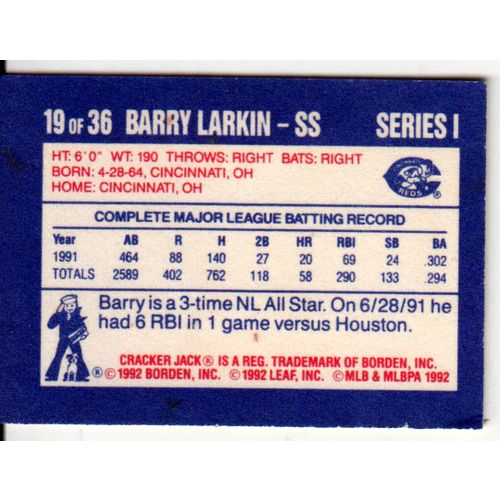 19 OF 36 BARRY LARKIN – SS SERIES I
HT: 6'0" WT: 190 THROWS: RIGHT BATS: RIGHT
BORN: 4-28-64, CINCINNATI, OH
HOME: CINCINNATI, OH
CINCINNATI
REDS
®
COMPLETE MAJOR LEAGUE BATTING RECORD
Year AB R H 2B HR RBI SB BA
1991 464 88 140 27 20 69 24 .302
TOTALS 2589 402 762 118 58 290 133 .294
Barry is a 3-time NL All Star. On 6/28/91 he
had 6 RBI in 1 game versus Houston.
CRACKER JACK® IS A REG. TRADEMARK OF BORDEN, INC.
® ©1992 BORDEN, INC. ©1992 LEAF, INC. ©MLB & MLBPA 1992